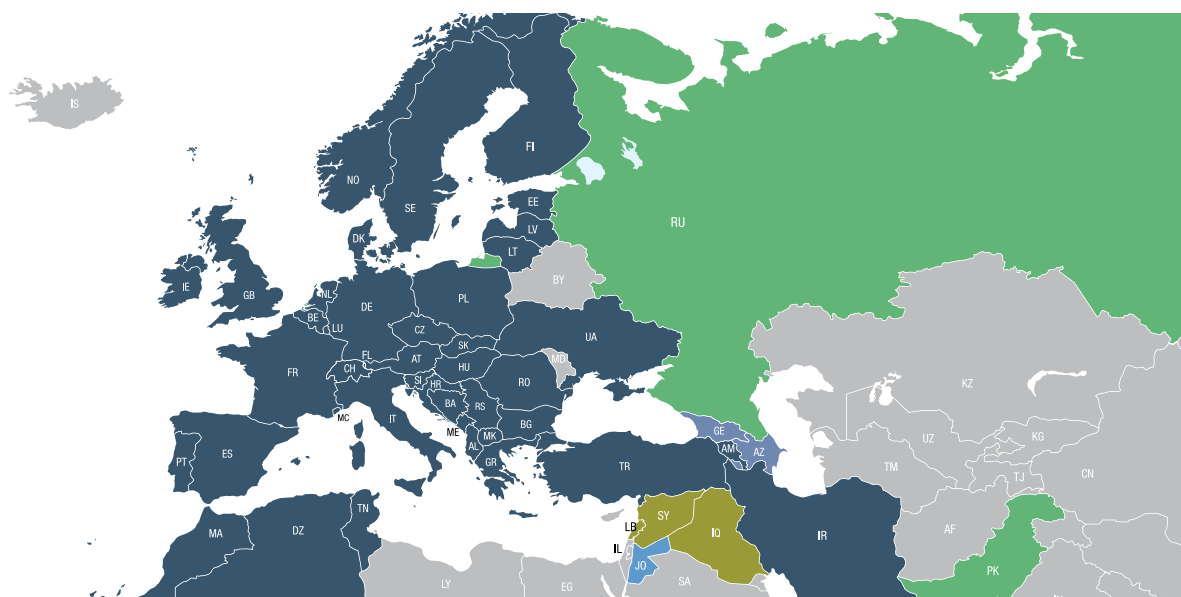 IS
FI
NO
SE
EE
RU
LV
DK
LT
IE
BY
NL
GB
PL
DE
BE
LU
CZ
UA
SK
FL
AT
MD
CH
HU
FR
SI
HR
RO
KZ
BA
RS
MC
IT
BG
ME
GE
MK
KG
UZ
AL
AM
AZ
ES
PT
GR
TR
TM
TJ
CN
TN
SY
LB
AF
MA
DZ
IQ
IR
IL
JO
PK
LY
EG
SA